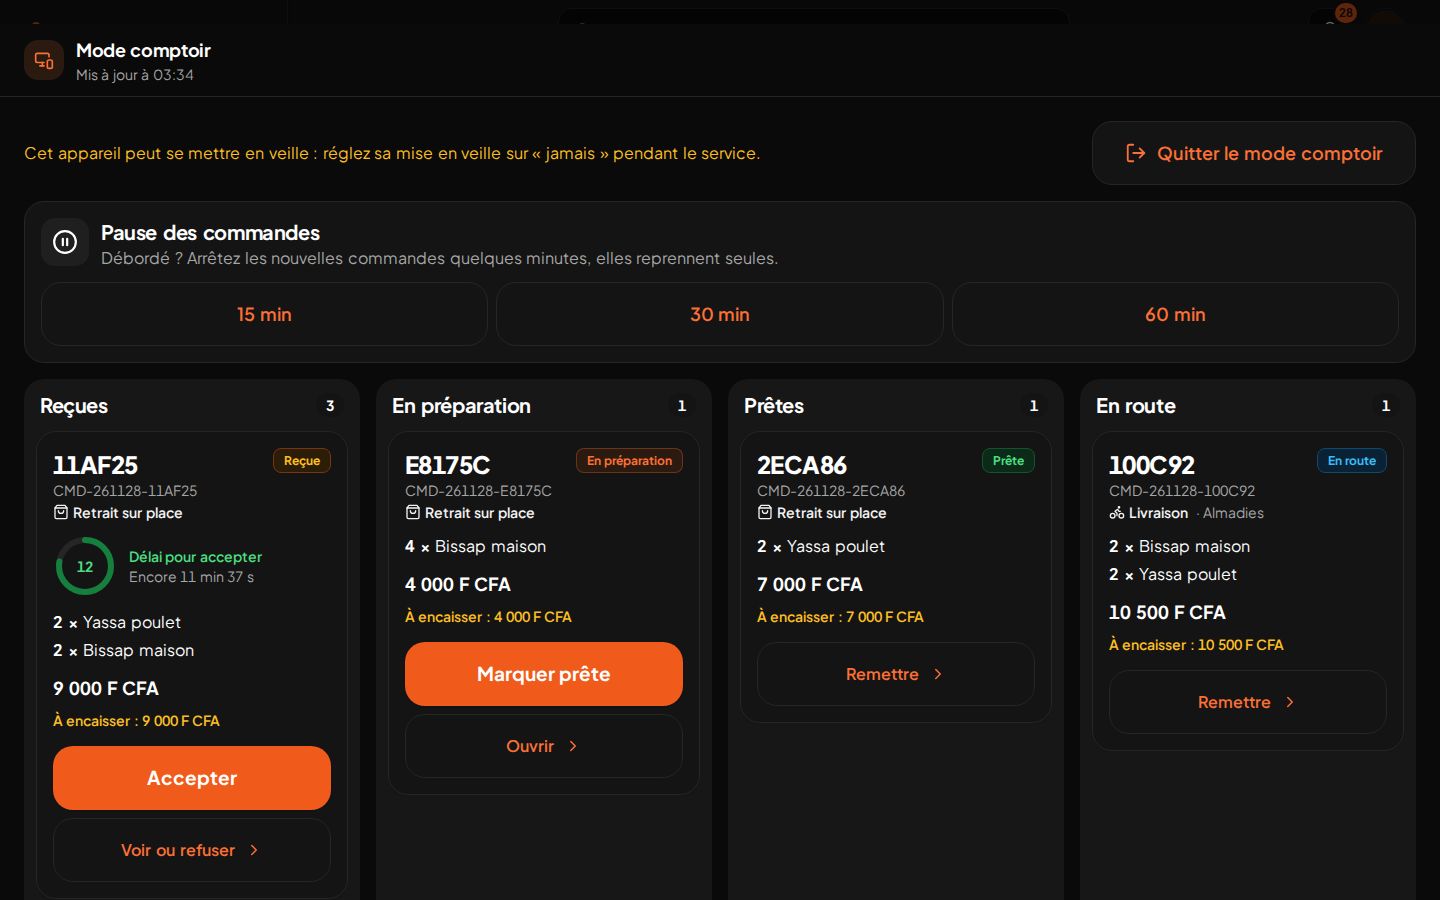 28
Mode comptoir
Mis à jour à 03:34
Cet appareil peut se mettre en veille : réglez sa mise en veille sur « jamais » pendant le service.
Quitter le mode comptoir
Pause des commandes
Débordé ? Arrêtez les nouvelles commandes quelques minutes, elles reprennent seules.
15 min
30 min
60 min
Reçues
3
11AF25
Reçue
CMD-261128-11AF25
Retrait sur place
12
Délai pour accepter
Encore 11 min 37 s
2 × Yassa poulet
2 × Bissap maison
9 000 F CFA
À encaisser : 9 000 F CFA
Accepter
Voir ou refuser
En préparation
1
E8175C
En préparation
CMD-261128-E8175C
Retrait sur place
4 × Bissap maison
4 000 F CFA
À encaisser : 4 000 F CFA
Marquer prête
Ouvrir
Prêtes
1
2ECA86
Prête
CMD-261128-2ECA86
Retrait sur place
2 × Yassa poulet
7 000 F CFA
À encaisser : 7 000 F CFA
Remettre
En route
1
100C92
En route
CMD-261128-100C92
Livraison · Almadies
2 × Bissap maison
2 × Yassa poulet
10 500 F CFA
À encaisser : 10 500 F CFA
Remettre